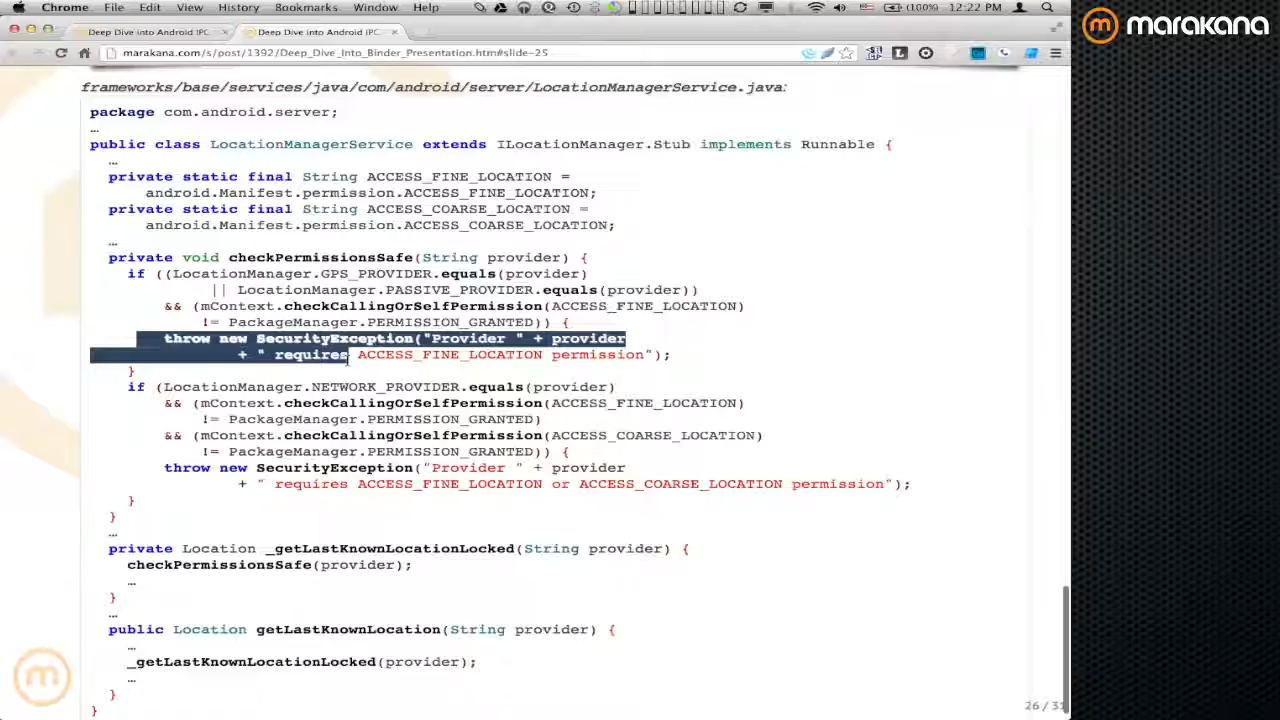 Chrome File Edit View History Bookmarks Window Help (100%) 12:22 PM
marakana
Deep Dive into Android IPC Deep Dive into Android IPC
marakana.com/s/post/1392/Deep_Dive_Into_Binder_Presentation.htm#slide-25
frameworks/base/services/java/com/android/server/LocationManagerService.java:
package com.android.server;
…
public class LocationManagerService extends ILocationManager.Stub implements Runnable {
…
private static final String ACCESS_FINE_LOCATION =
android.Manifest.permission.ACCESS_FINE_LOCATION;
private static final String ACCESS_COARSE_LOCATION =
android.Manifest.permission.ACCESS_COARSE_LOCATION;
…
private void checkPermissionsSafe(String provider) {
if ((LocationManager.GPS_PROVIDER.equals(provider)
|| LocationManager.PASSIVE_PROVIDER.equals(provider))
&& (mContext.checkCallingOrSelfPermission(ACCESS_FINE_LOCATION)
!= PackageManager.PERMISSION_GRANTED)) {
throw new SecurityException("Provider " + provider
+ " requires ACCESS_FINE_LOCATION permission");
}
if (LocationManager.NETWORK_PROVIDER.equals(provider)
&& (mContext.checkCallingOrSelfPermission(ACCESS_FINE_LOCATION)
!= PackageManager.PERMISSION_GRANTED)
&& (mContext.checkCallingOrSelfPermission(ACCESS_COARSE_LOCATION)
!= PackageManager.PERMISSION_GRANTED)) {
throw new SecurityException("Provider " + provider
+ " requires ACCESS_FINE_LOCATION or ACCESS_COARSE_LOCATION permission");
}
}
…
private Location _getLastKnownLocationLocked(String provider) {
checkPermissionsSafe(provider);
…
}
…
public Location getLastKnownLocation(String provider) {
…
_getLastKnownLocationLocked(provider);
…
}
}
26 / 31